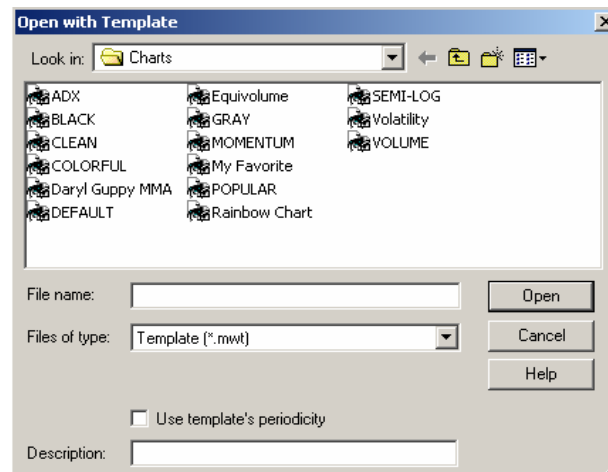 Open with Template
Look in: Charts
ADX
BLACK
CLEAN
COLORFUL
Daryl Guppy MMA
DEFAULT
Equivolume
GRAY
MOMENTUM
My Favorite
POPULAR
Rainbow Chart
SEMI-LOG
Volatility
VOLUME
File name:
Open
Files of type: Template (*.mwt)
Cancel
Help
Use template's periodicity
Description: